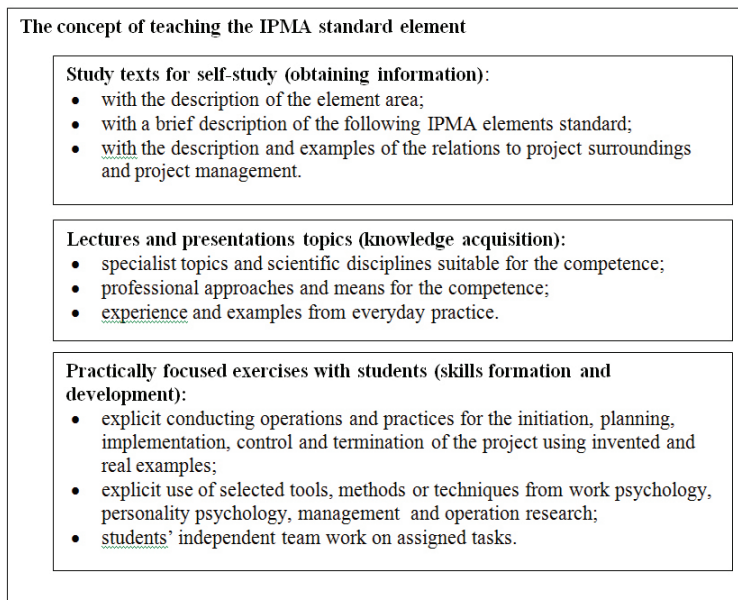 The concept of teaching the IPMA standard element
Study texts for self-study (obtaining information):
• with the description of the element area;
• with a brief description of the following IPMA elements standard;
• with the description and examples of the relations to project surroundings
and project management.
Lectures and presentations topics (knowledge acquisition):
• specialist topics and scientific disciplines suitable for the competence;
• professional approaches and means for the competence;
• experience and examples from everyday practice.
Practically focused exercises with students (skills formation and
development):
• explicit conducting operations and practices for the initiation, planning,
implementation, control and termination of the project using invented and
real examples;
• explicit use of selected tools, methods or techniques from work psychology,
personality psychology, management and operation research;
• students’ independent team work on assigned tasks.